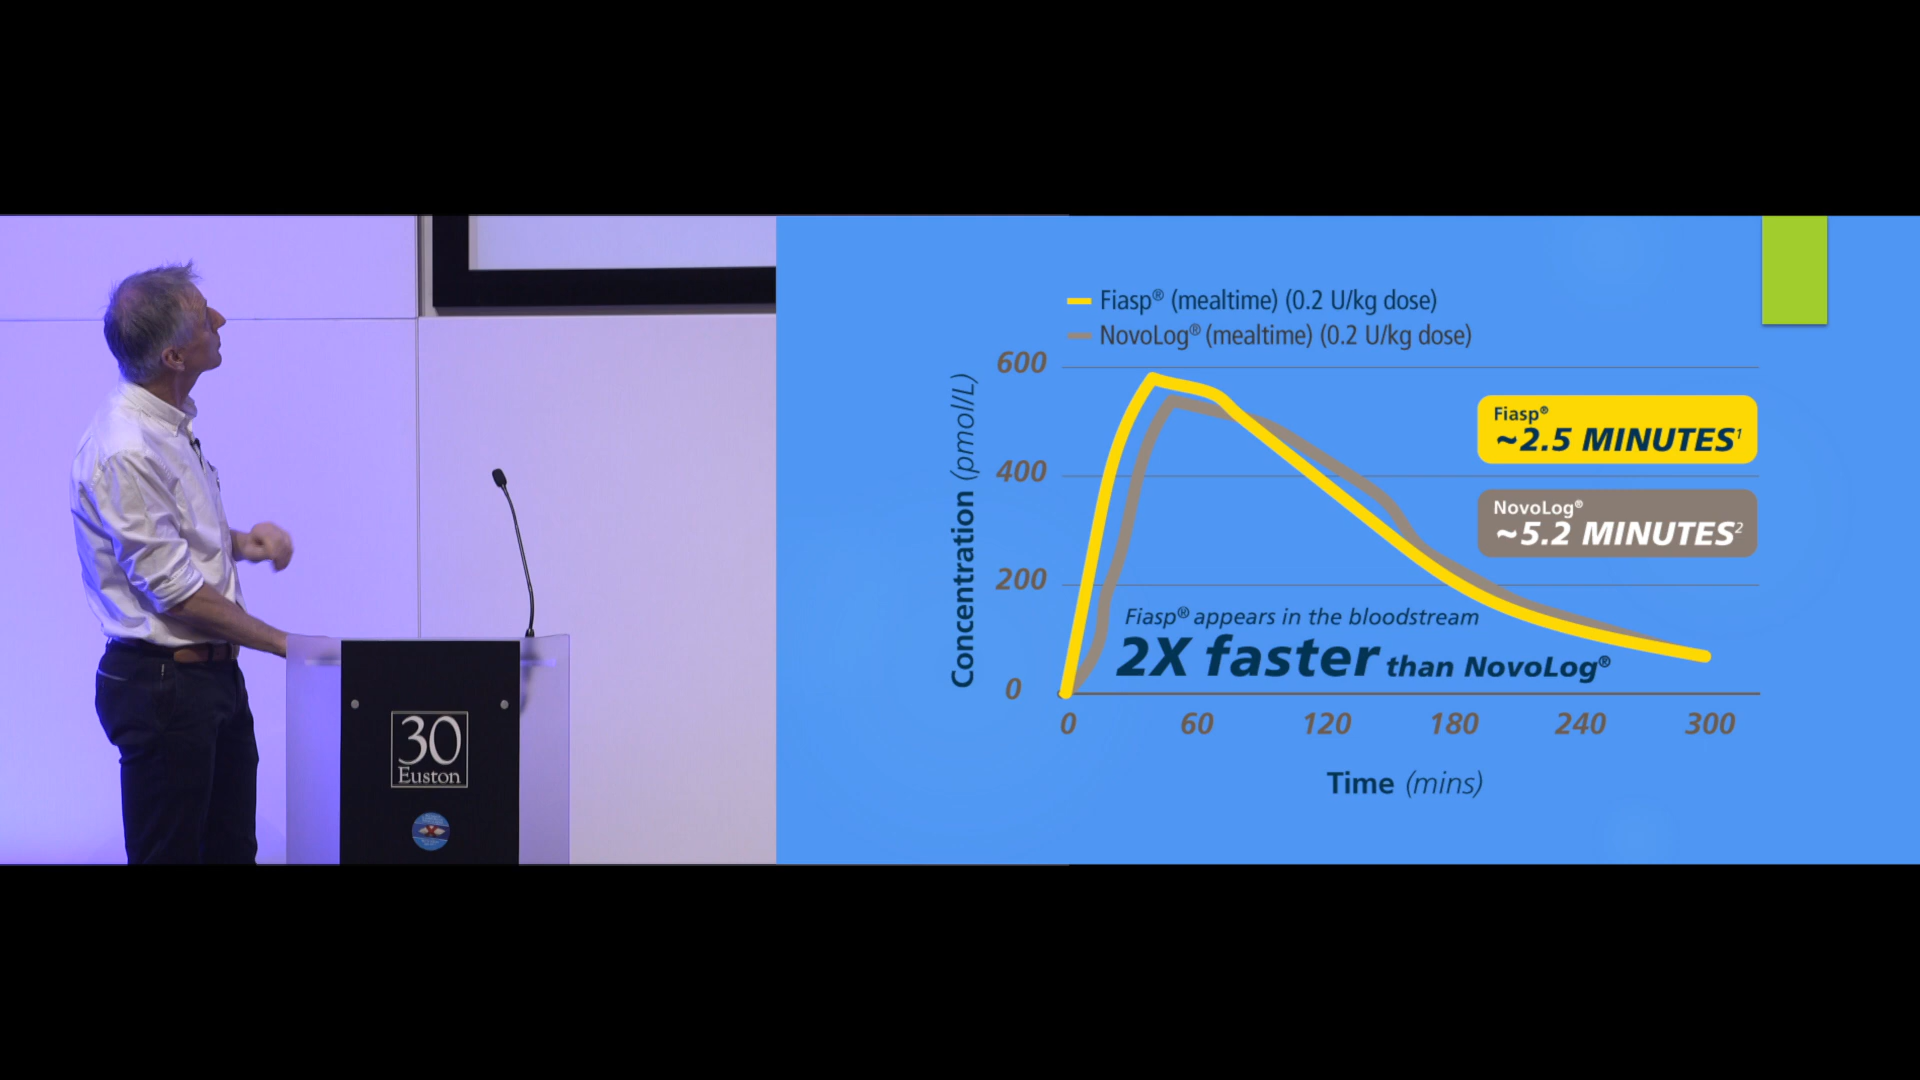 30
Euston
Fiasp® (mealtime) (0.2 U/kg dose)
NovoLog® (mealtime) (0.2 U/kg dose)
600
400
200
0
Concentration (pmol/L)
Fiasp®
~2.5 MINUTES¹
NovoLog®
~5.2 MINUTES²
Fiasp® appears in the bloodstream
2X faster than NovoLog®
0 60 120 180 240 300
Time (mins)